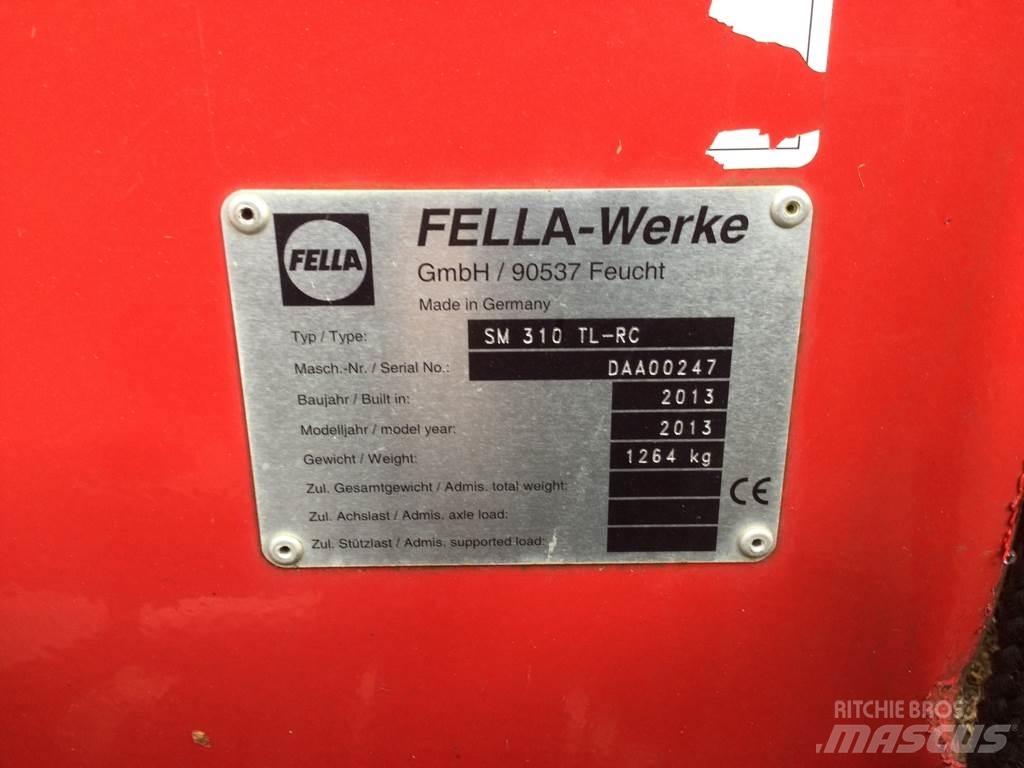 FELLA
FELLA-Werke
GmbH / 90537 Feucht
Made in Germany
Typ / Type: SM 310 TL-RC
Masch.-Nr. / Serial No.: DAA00247
Baujahr / Built in: 2013
Modelljahr / model year: 2013
Gewicht / Weight: 1264 kg
Zul. Gesamtgewicht / Admis. total weight:
Zul. Achslast / Admis. axle load:
Zul. Stützlast / Admis. supported load:
CE
RITCHIE BROS
MASCUS